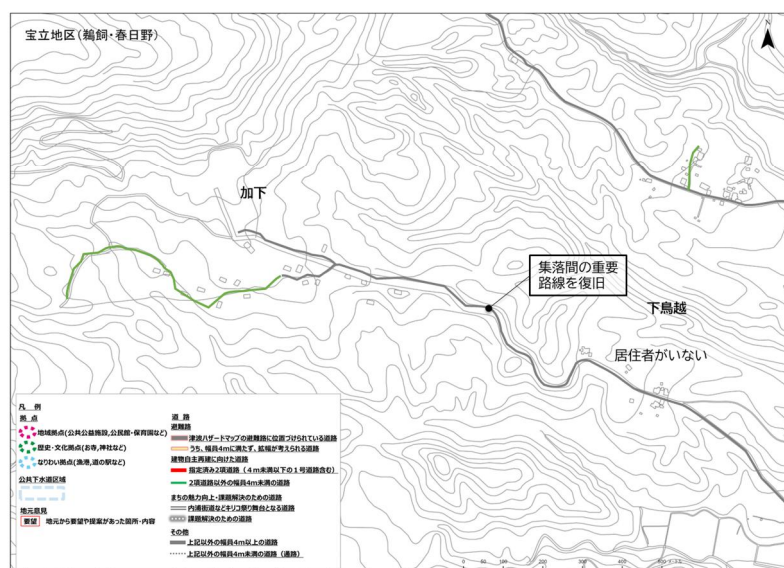 宝立地区（鵜飼・春日野）
N
加下
集落間の重要
路線を復旧
下鳥越
居住者がいない
凡 例
拠 点
地域拠点(公共公益施設,公民館・保育園など)
歴史・文化拠点(お寺,神社など)
なりわい拠点(漁港,道の駅など)
公共下水道区域
地元意見
要望 地元から要望や提案があった箇所・内容
道 路
避難路
津波ハザードマップの避難路に位置づけられている道路
うち、幅員4mに満たず、拡幅が考えられる道路
建物自主再建に向けた道路
指定済み2項道路（４ｍ未満以下の１号道路含む）
2項道路以外の幅員4m未満の道路
まちの魅力向上・課題解決のための道路
内浦街道などキリコ祭り舞台となる道路
課題解決のための道路
その他
上記以外の幅員4m以上の道路
上記以外の幅員4m未満の道路（通路）
0 50 100 200 300 400 500